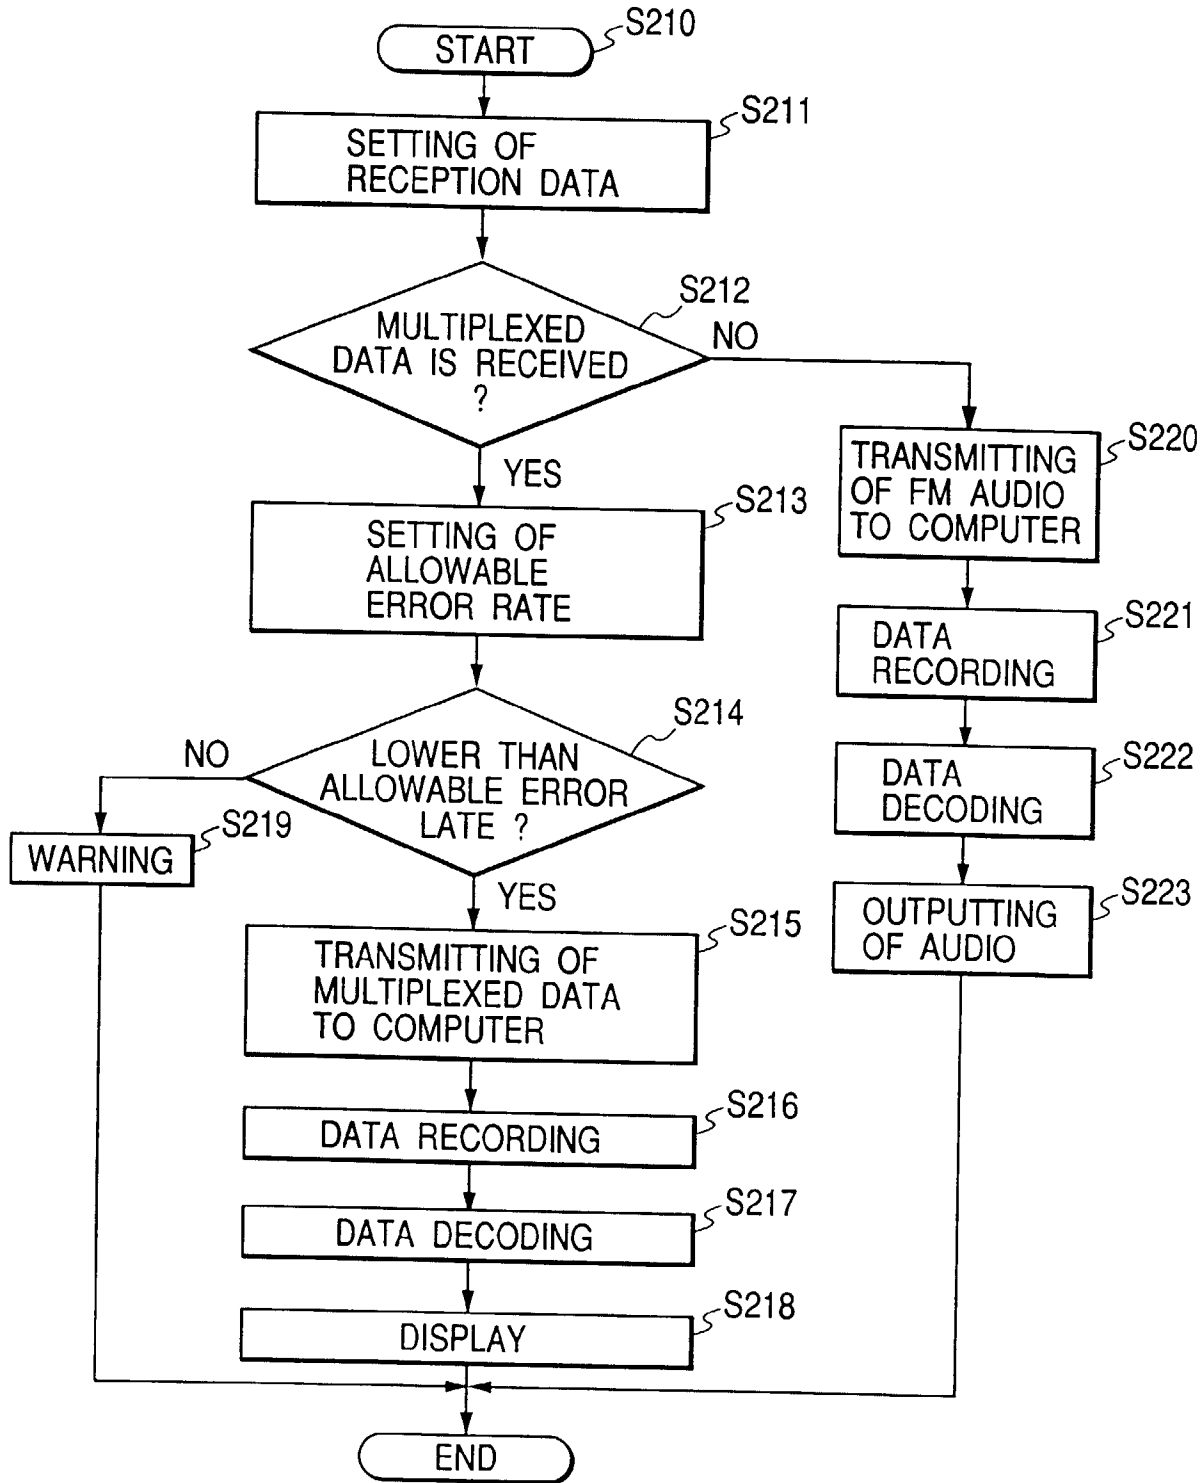 START
S210
SETTING OF
RECEPTION DATA
S211
MULTIPLEXED
DATA IS RECEIVED
?
S212
NO
YES
SETTING OF
ALLOWABLE
ERROR RATE
S213
LOWER THAN
ALLOWABLE ERROR
LATE ?
S214
NO
YES
WARNING
S219
TRANSMITTING OF
MULTIPLEXED DATA
TO COMPUTER
S215
DATA RECORDING
S216
DATA DECODING
S217
DISPLAY
S218
TRANSMITTING
OF FM AUDIO
TO COMPUTER
S220
DATA
RECORDING
S221
DATA
DECODING
S222
OUTPUTTING
OF AUDIO
S223
END